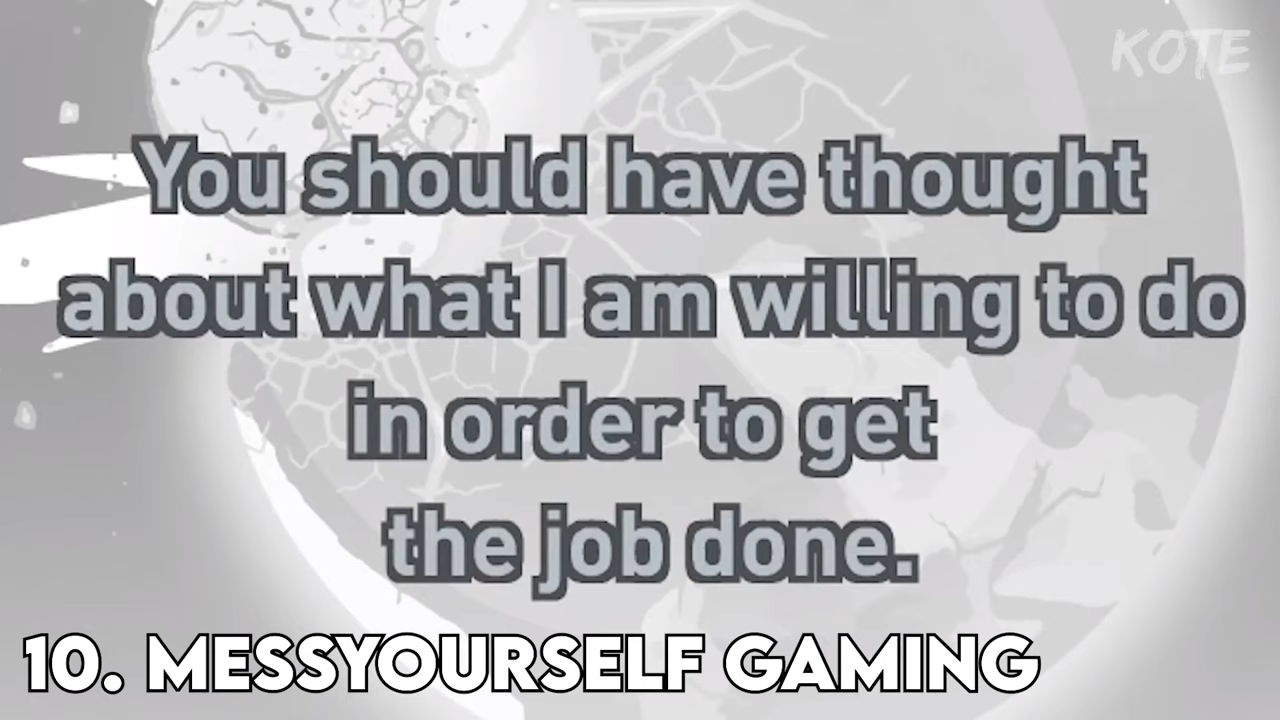 KOTE
You should have thought
about what I am willing to do
in order to get
the job done.
10. MESSYOURSELF GAMING